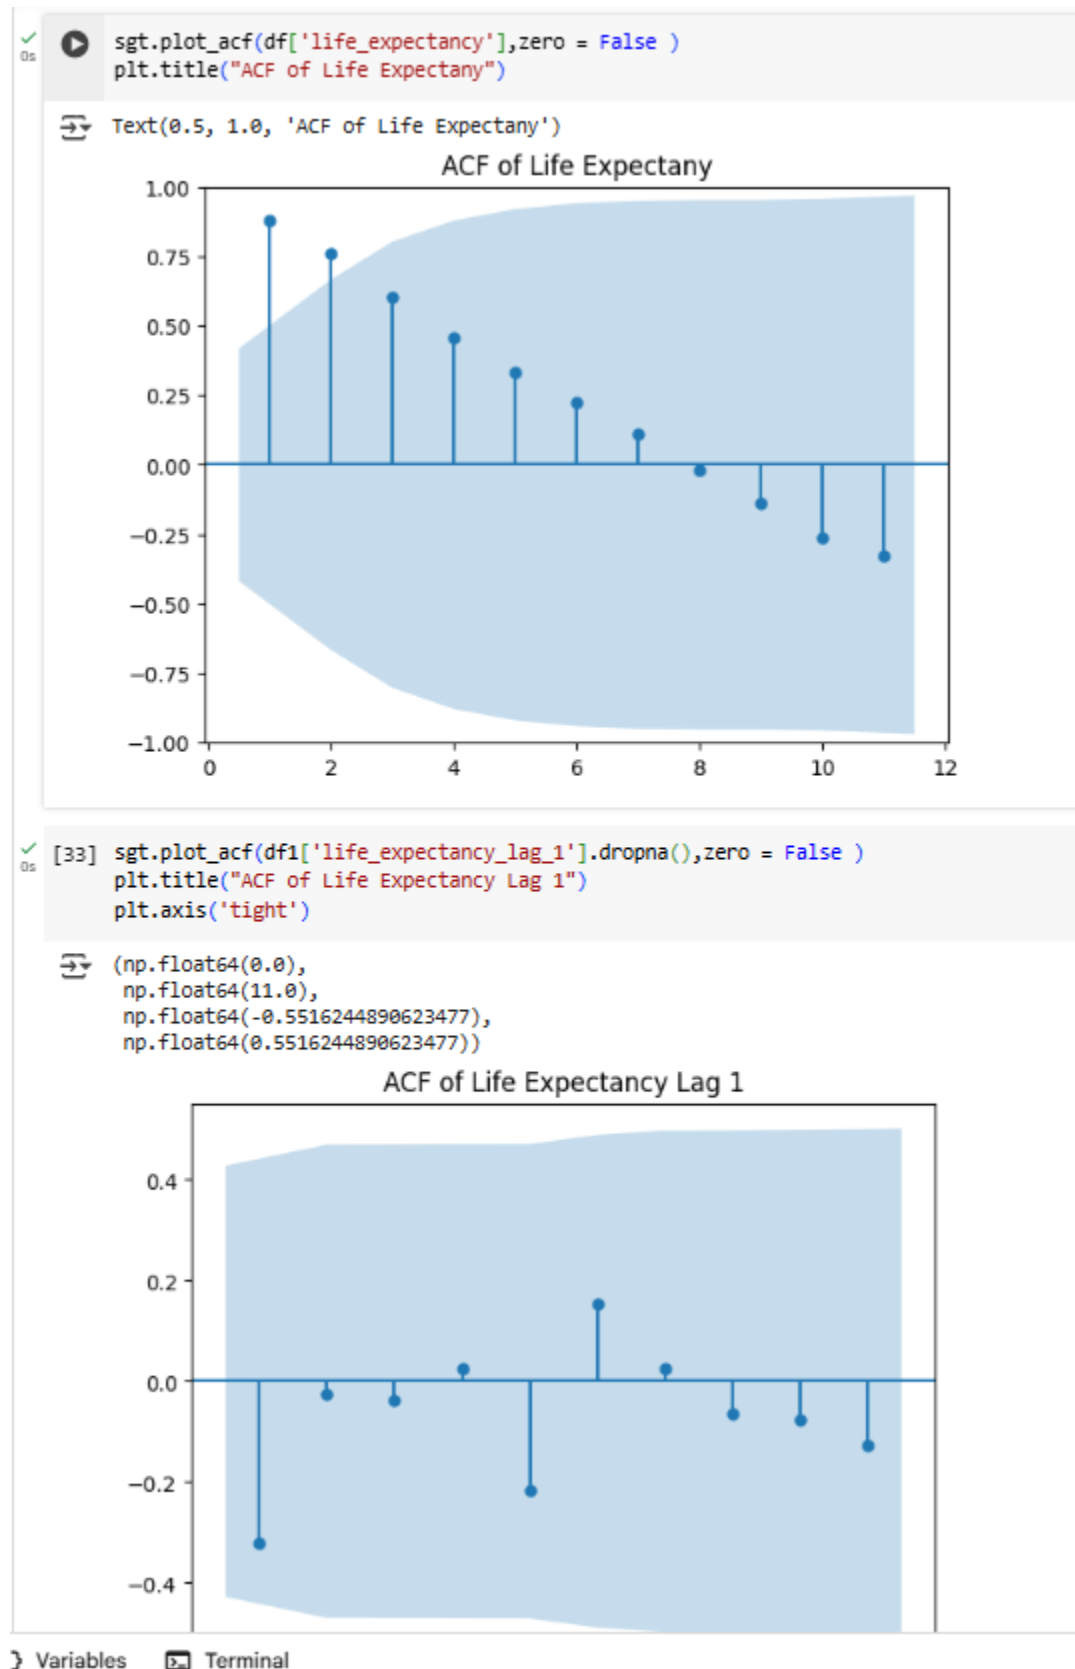 sgt.plot_acf(df['life_expectancy'],zero = False )
0s
plt.title("ACF of Life Expectany")
Text(0.5, 1.0, 'ACF of Life Expectany')
ACF of Life Expectany
1.00
0.75
0.50
0.25
0.00
−0.25
−0.50
−0.75
−1.00
0 2 4 6 8 10 12
[33] sgt.plot_acf(df1['life_expectancy_lag_1'].dropna(),zero = False )
0s
plt.title("ACF of Life Expectancy Lag 1")
plt.axis('tight')
(np.float64(0.0),
np.float64(11.0),
np.float64(-0.5516244890623477),
np.float64(0.5516244890623477))
ACF of Life Expectancy Lag 1
0.4
0.2
0.0
−0.2
−0.4
Variables Terminal